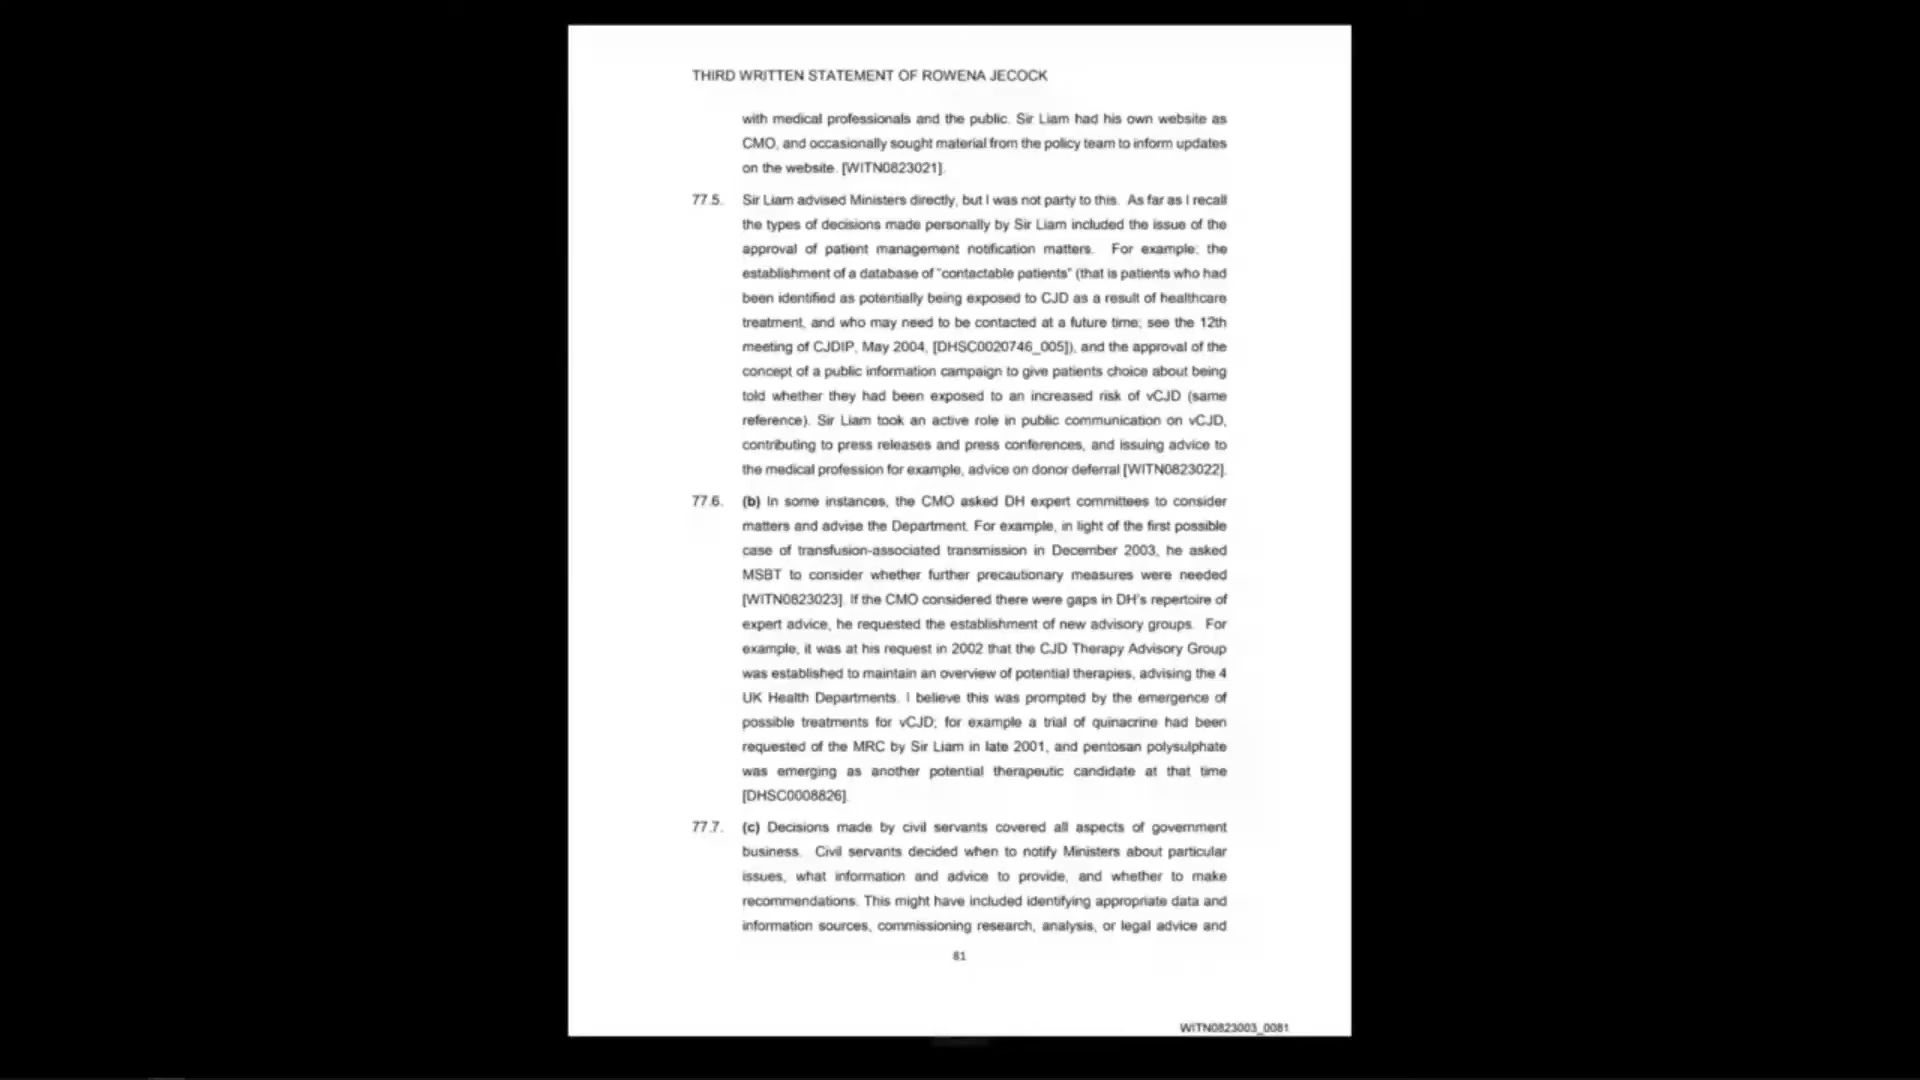 THIRD WRITTEN STATEMENT OF ROWENA JECOCK
with medical professionals and the public. Sir Liam had his own website as
CMO, and occasionally sought material from the policy team to inform updates
on the website. [WITN0823021].
77.5. Sir Liam advised Ministers directly, but I was not party to this. As far as I recall
the types of decisions made personally by Sir Liam included the issue of the
approval of patient management notification matters. For example: the
establishment of a database of "contactable patients" (that is patients who had
been identified as potentially being exposed to CJD as a result of healthcare
treatment, and who may need to be contacted at a future time; see the 12th
meeting of CJDIP, May 2004, [DHSC0020746_005]), and the approval of the
concept of a public information campaign to give patients choice about being
told whether they had been exposed to an increased risk of vCJD (same
reference). Sir Liam took an active role in public communication on vCJD,
contributing to press releases and press conferences, and issuing advice to
the medical profession for example, advice on donor deferral [WITN0823022].
77.6. (b) In some instances, the CMO asked DH expert committees to consider
matters and advise the Department. For example, in light of the first possible
case of transfusion-associated transmission in December 2003, he asked
MSBT to consider whether further precautionary measures were needed
[WITN0823023]. If the CMO considered there were gaps in DH's repertoire of
expert advice, he requested the establishment of new advisory groups. For
example, it was at his request in 2002 that the CJD Therapy Advisory Group
was established to maintain an overview of potential therapies, advising the 4
UK Health Departments. I believe this was prompted by the emergence of
possible treatments for vCJD; for example a trial of quinacrine had been
requested of the MRC by Sir Liam in late 2001, and pentosan polysulphate
was emerging as another potential therapeutic candidate at that time
[DHSC0008826].
77.7. (c) Decisions made by civil servants covered all aspects of government
business. Civil servants decided when to notify Ministers about particular
issues, what information and advice to provide, and whether to make
recommendations. This might have included identifying appropriate data and
information sources, commissioning research, analysis, or legal advice and
81
WITN0823003_0081